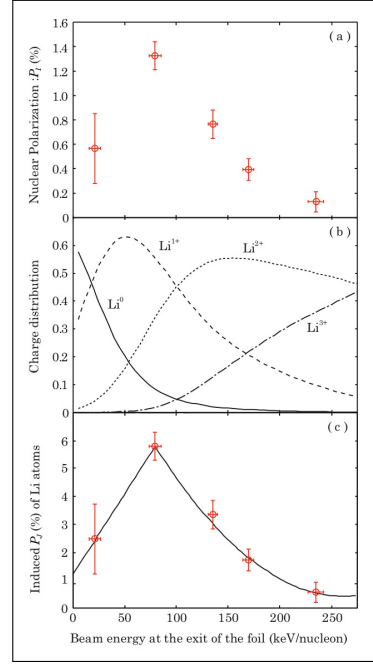 Nuclear Polarization :P_I (%)
1.6
1.4
1.2
1.0
0.8
0.6
0.4
0.2
0
( a )
Charge distribution
0.6
0.5
0.4
0.3
0.2
0.1
0
( b )
Li^1+
Li^2+
Li^0
Li^3+
Induced P_J (%) of Li atoms
6
5
4
3
2
1
0
( c )
0 50 100 150 200 250
Beam energy at the exit of the foil (keV/nucleon)